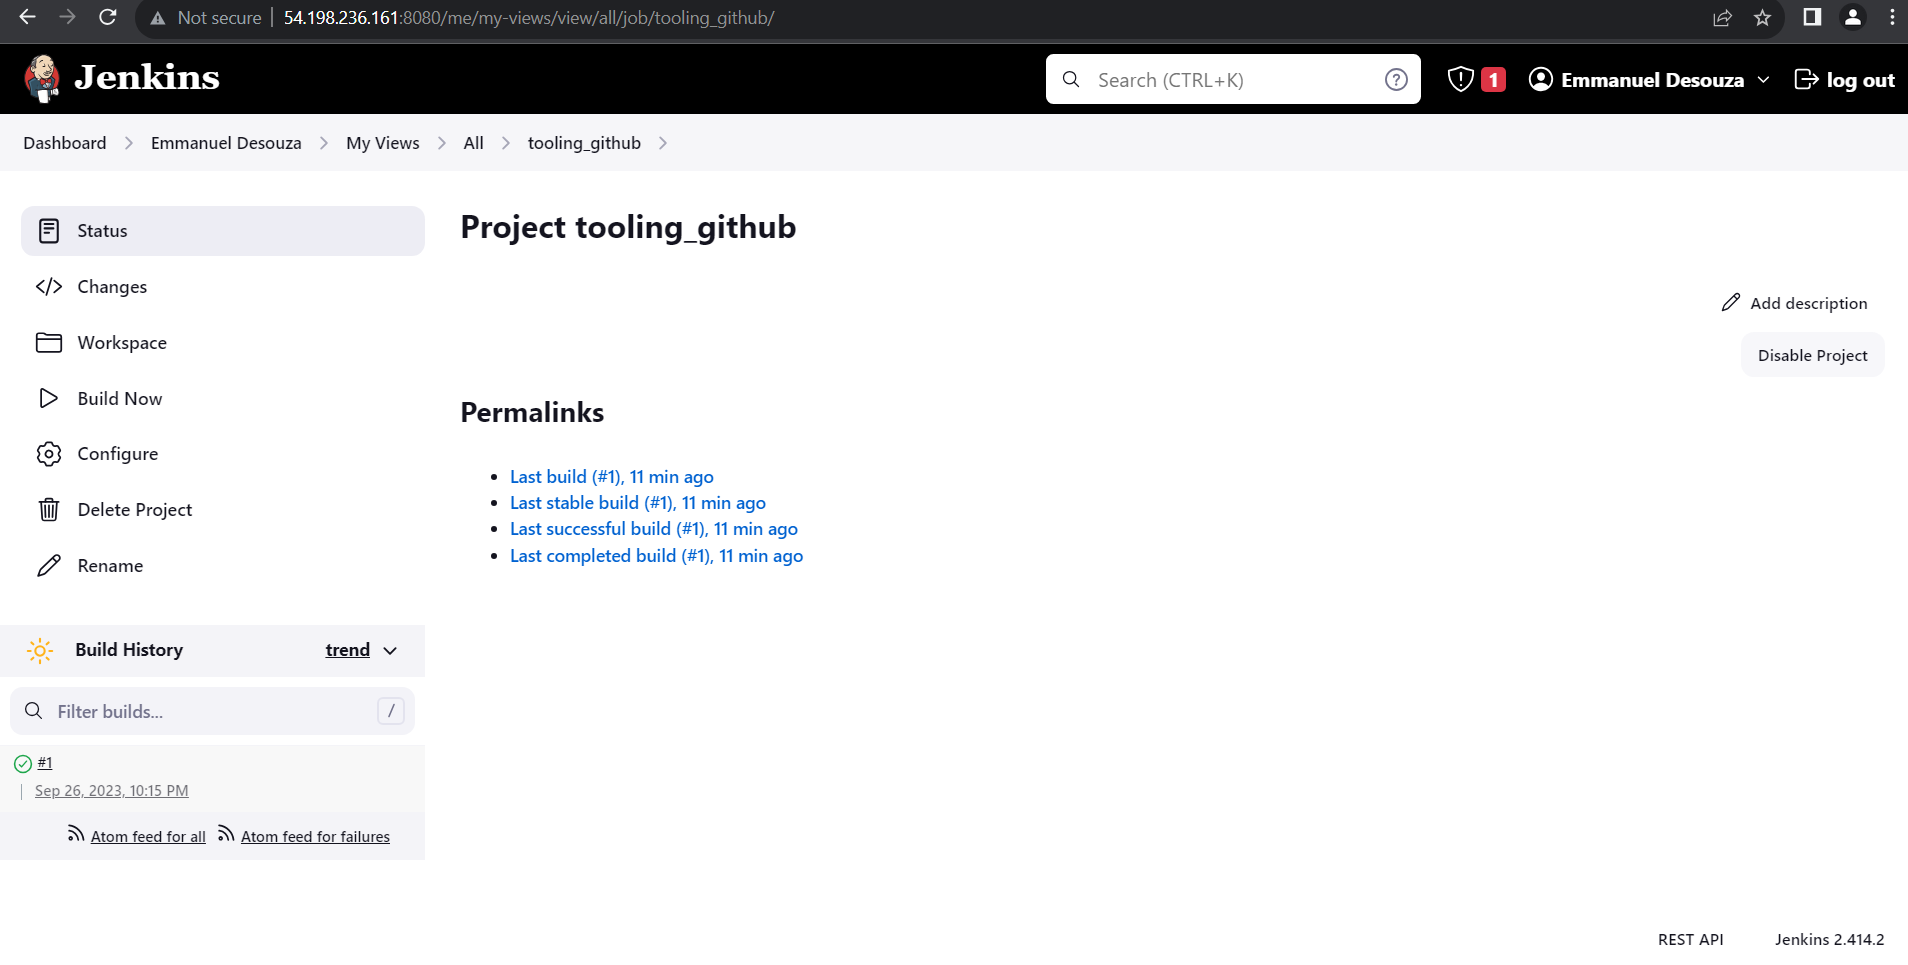 Not secure | 54.198.236.161:8080/me/my-views/view/all/job/tooling_github/
Jenkins
Search (CTRL+K)
?
1
Emmanuel Desouza
log out
Dashboard > Emmanuel Desouza > My Views > All > tooling_github >
Status
Changes
Workspace
Build Now
Configure
Delete Project
Rename
Build History
trend
Filter builds...
/
#1
Sep 26, 2023, 10:15 PM
Atom feed for all
Atom feed for failures
Project tooling_github
Add description
Disable Project
Permalinks
Last build (#1), 11 min ago
Last stable build (#1), 11 min ago
Last successful build (#1), 11 min ago
Last completed build (#1), 11 min ago
REST API
Jenkins 2.414.2